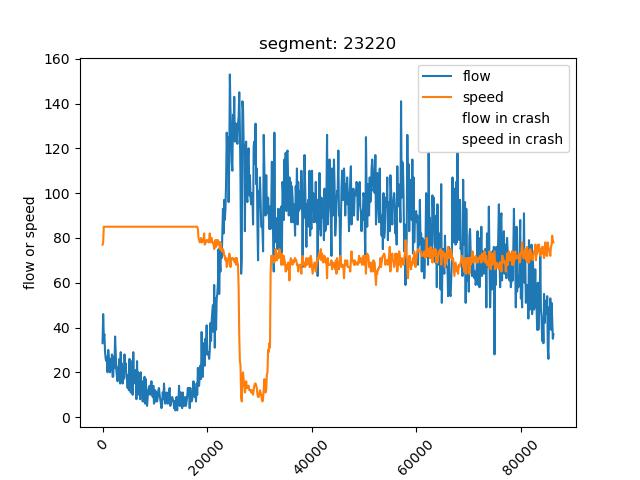 segment: 23220
160
140
120
100
80
60
40
20
0
flow or speed
flow
speed
flow in crash
speed in crash
0
20000
40000
60000
80000